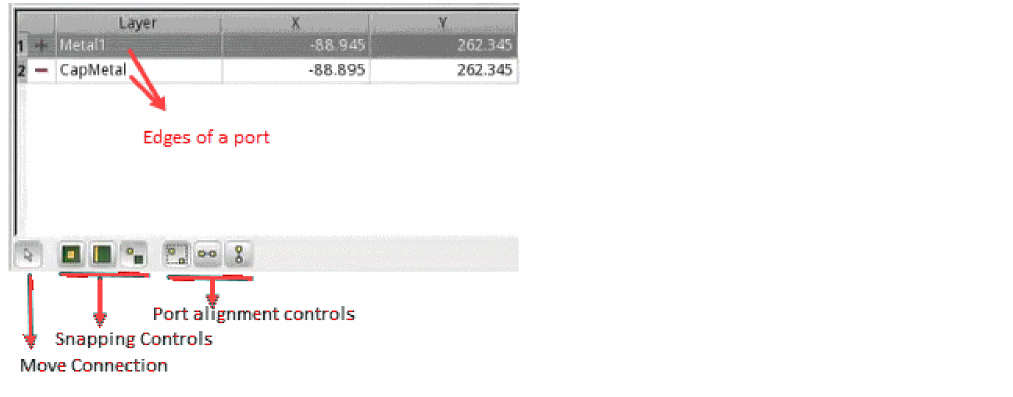 Layer X Y
1 + Metal1 -88.945 262.345
2 − CapMetal -88.895 262.345
Edges of a port
Port alignment controls
Snapping Controls
Move Connection